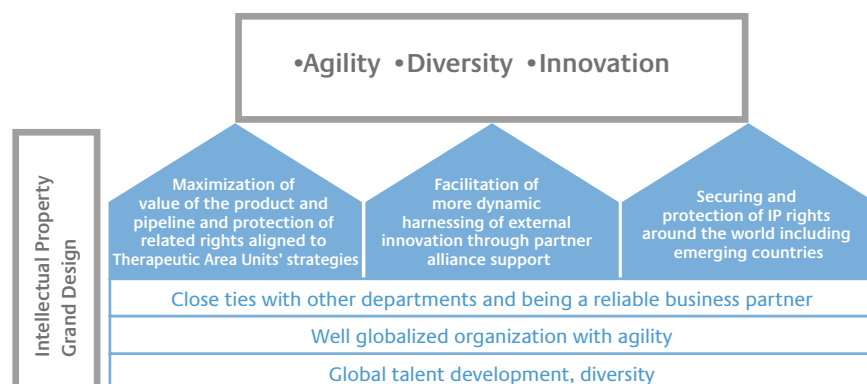 •Agility •Diversity •Innovation
Intellectual Property
Grand Design
Maximization of
value of the product and
pipeline and protection of
related rights aligned to
Therapeutic Area Units' strategies
Facilitation of
more dynamic
harnessing of external
innovation through partner
alliance support
Securing and
protection of IP rights
around the world including
emerging countries
Close ties with other departments and being a reliable business partner
Well globalized organization with agility
Global talent development, diversity